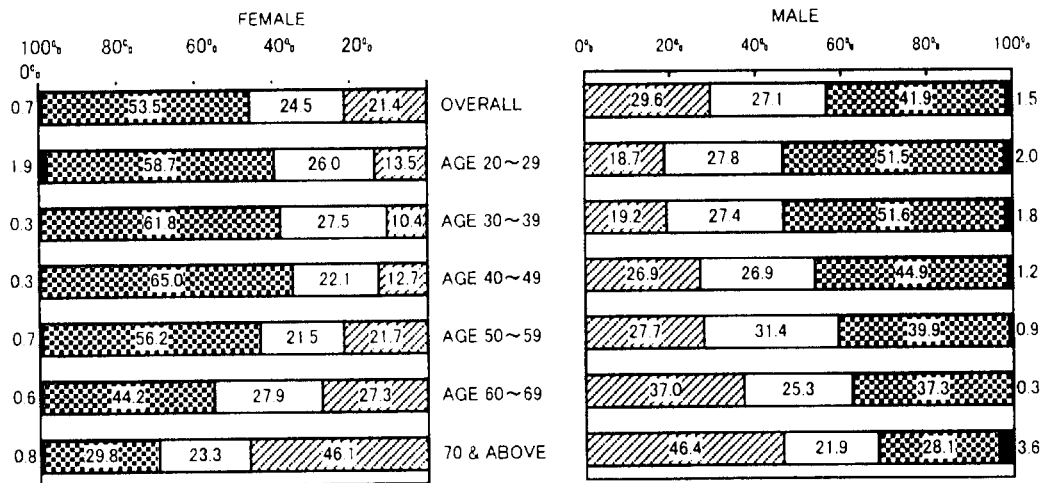 FEMALE MALE
100% 80% 60% 40% 20% 0% 20% 40% 60% 80% 100%
0%
0.7 53.5 24.5 21.4 OVERALL 29.6 27.1 41.9 1.5
1.9 58.7 26.0 13.5 AGE 20~29 18.7 27.8 51.5 2.0
0.3 61.8 27.5 10.4 AGE 30~39 19.2 27.4 51.6 1.8
0.3 65.0 22.1 12.7 AGE 40~49 26.9 26.9 44.9 1.2
0.7 56.2 21.5 21.7 AGE 50~59 27.7 31.4 39.9 0.9
0.6 44.2 27.9 27.3 AGE 60~69 37.0 25.3 37.3 0.3
0.8 29.8 23.3 46.1 70 & ABOVE 46.4 21.9 28.1 3.6